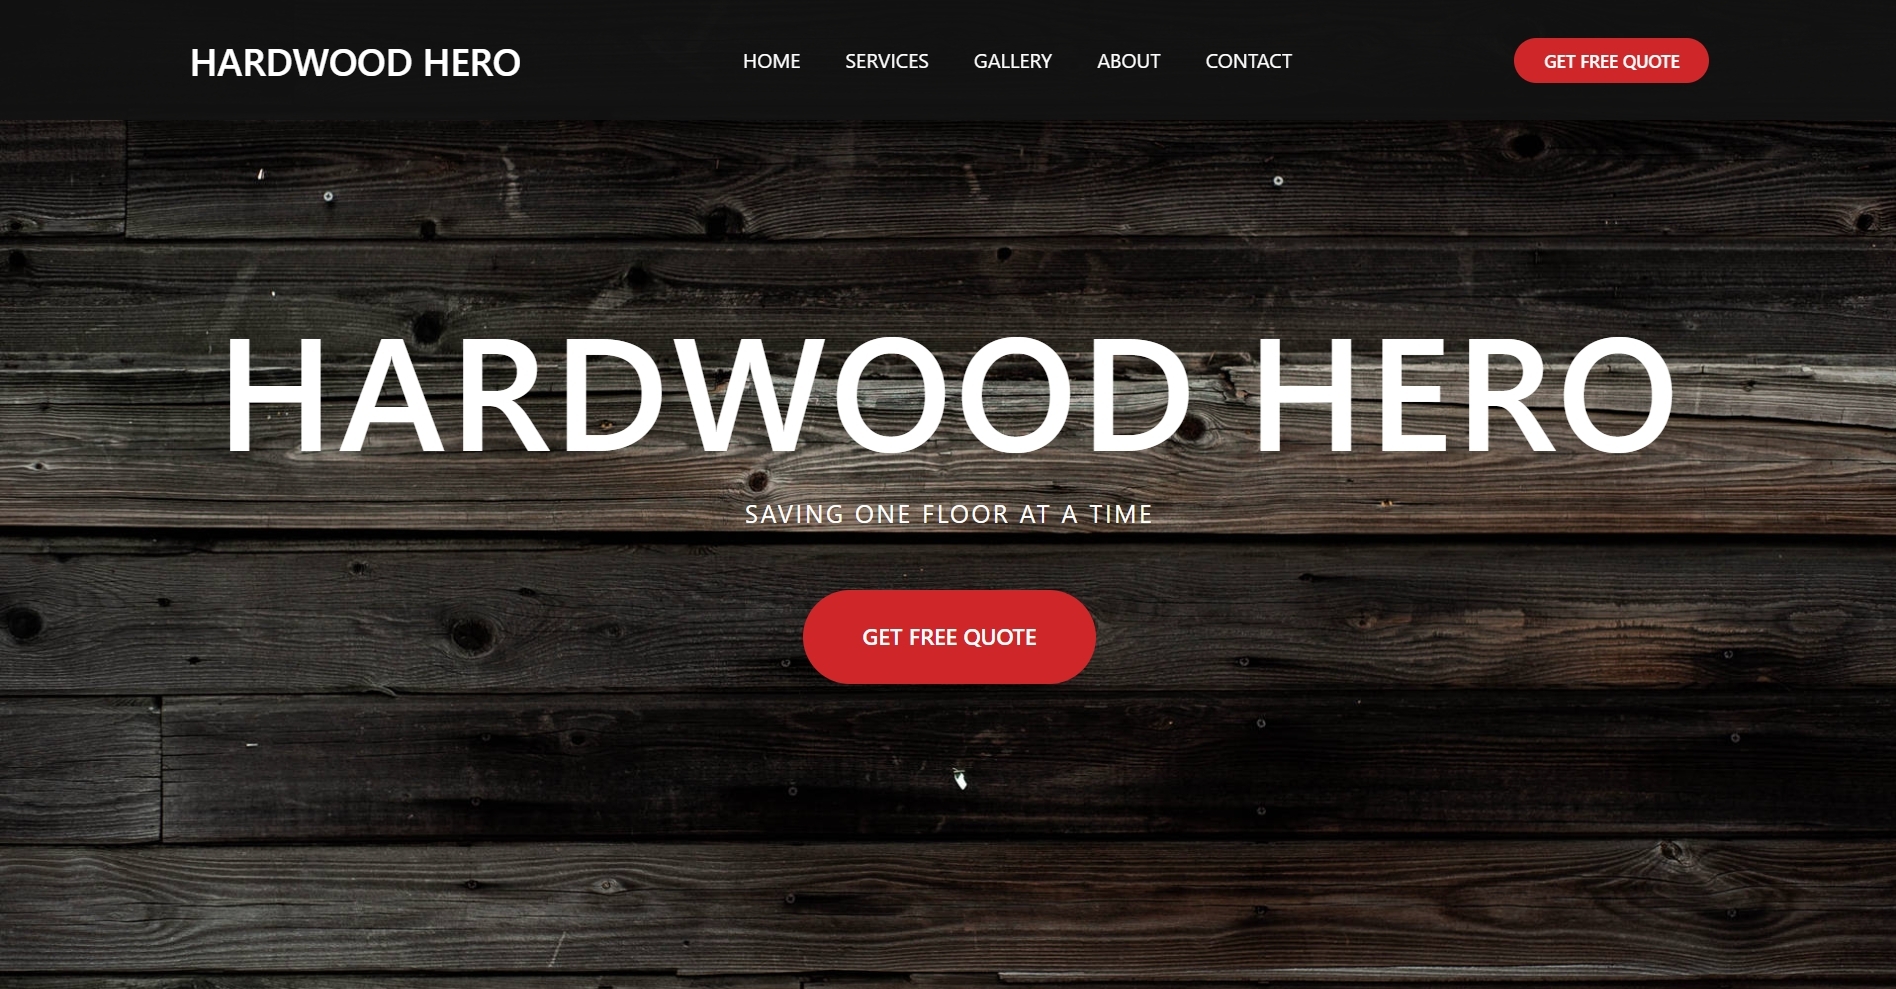 HARDWOOD HERO
HOME SERVICES GALLERY ABOUT CONTACT
GET FREE QUOTE
HARDWOOD HERO
SAVING ONE FLOOR AT A TIME
GET FREE QUOTE